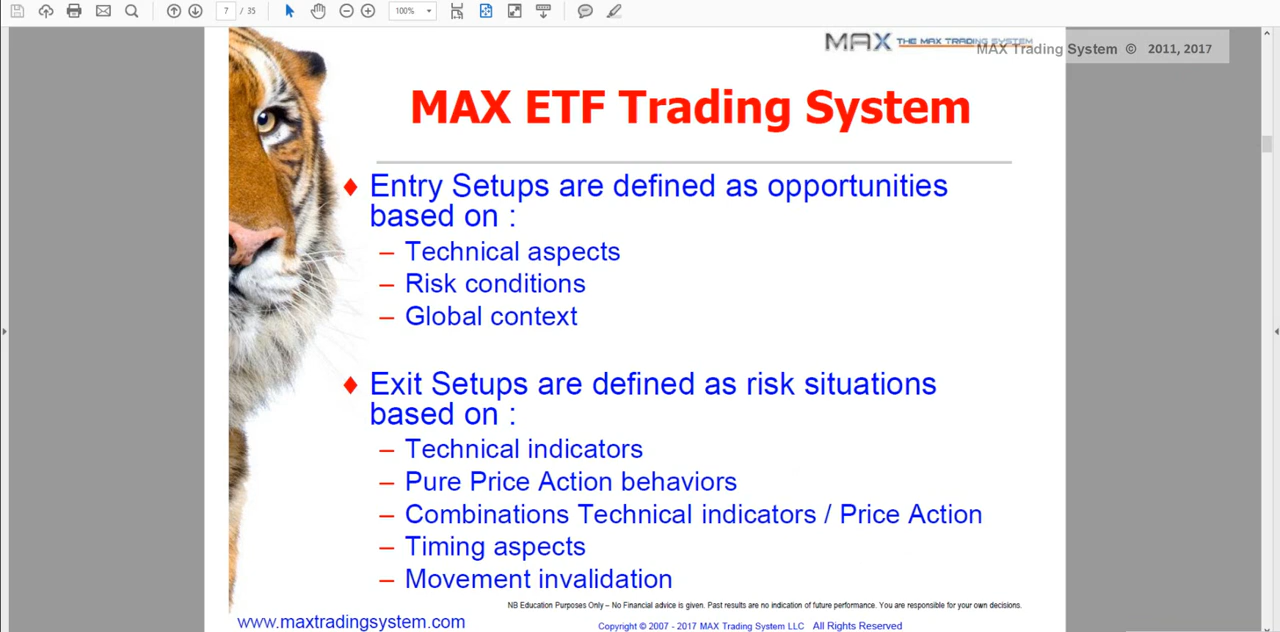 7 / 35
100%
MAX THE MAX TRADING SYSTEM
MAX Trading System © 2011, 2017
MAX ETF Trading System
♦ Entry Setups are defined as opportunities
based on :
– Technical aspects
– Risk conditions
– Global context
♦ Exit Setups are defined as risk situations
based on :
– Technical indicators
– Pure Price Action behaviors
– Combinations Technical indicators / Price Action
– Timing aspects
– Movement invalidation
NB Education Purposes Only – No Financial advice is given. Past results are no indication of future performance. You are responsible for your own decisions.
www.maxtradingsystem.com
Copyright © 2007 - 2017 MAX Trading System LLC All Rights Reserved